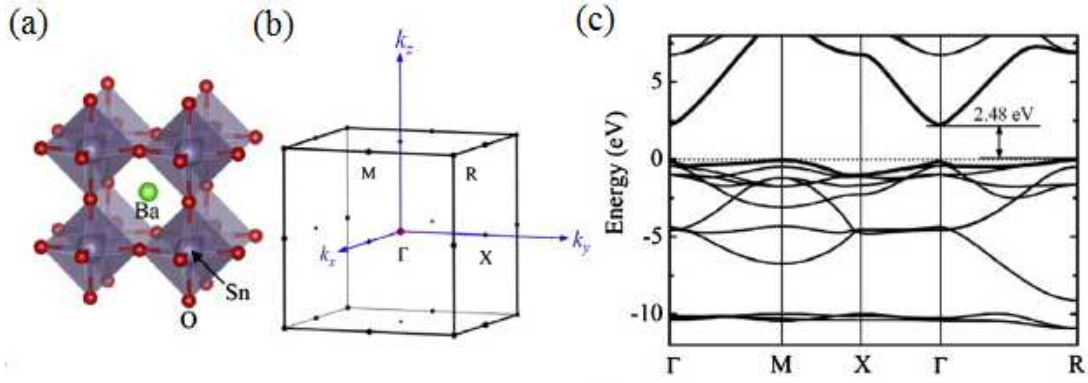 (a)
Ba
Sn
O
(b)
kz
M
R
kx
Γ
X
ky
(c)
Energy (eV)
5
0
-5
-10
2.48 eV
Γ
M
X
Γ
R